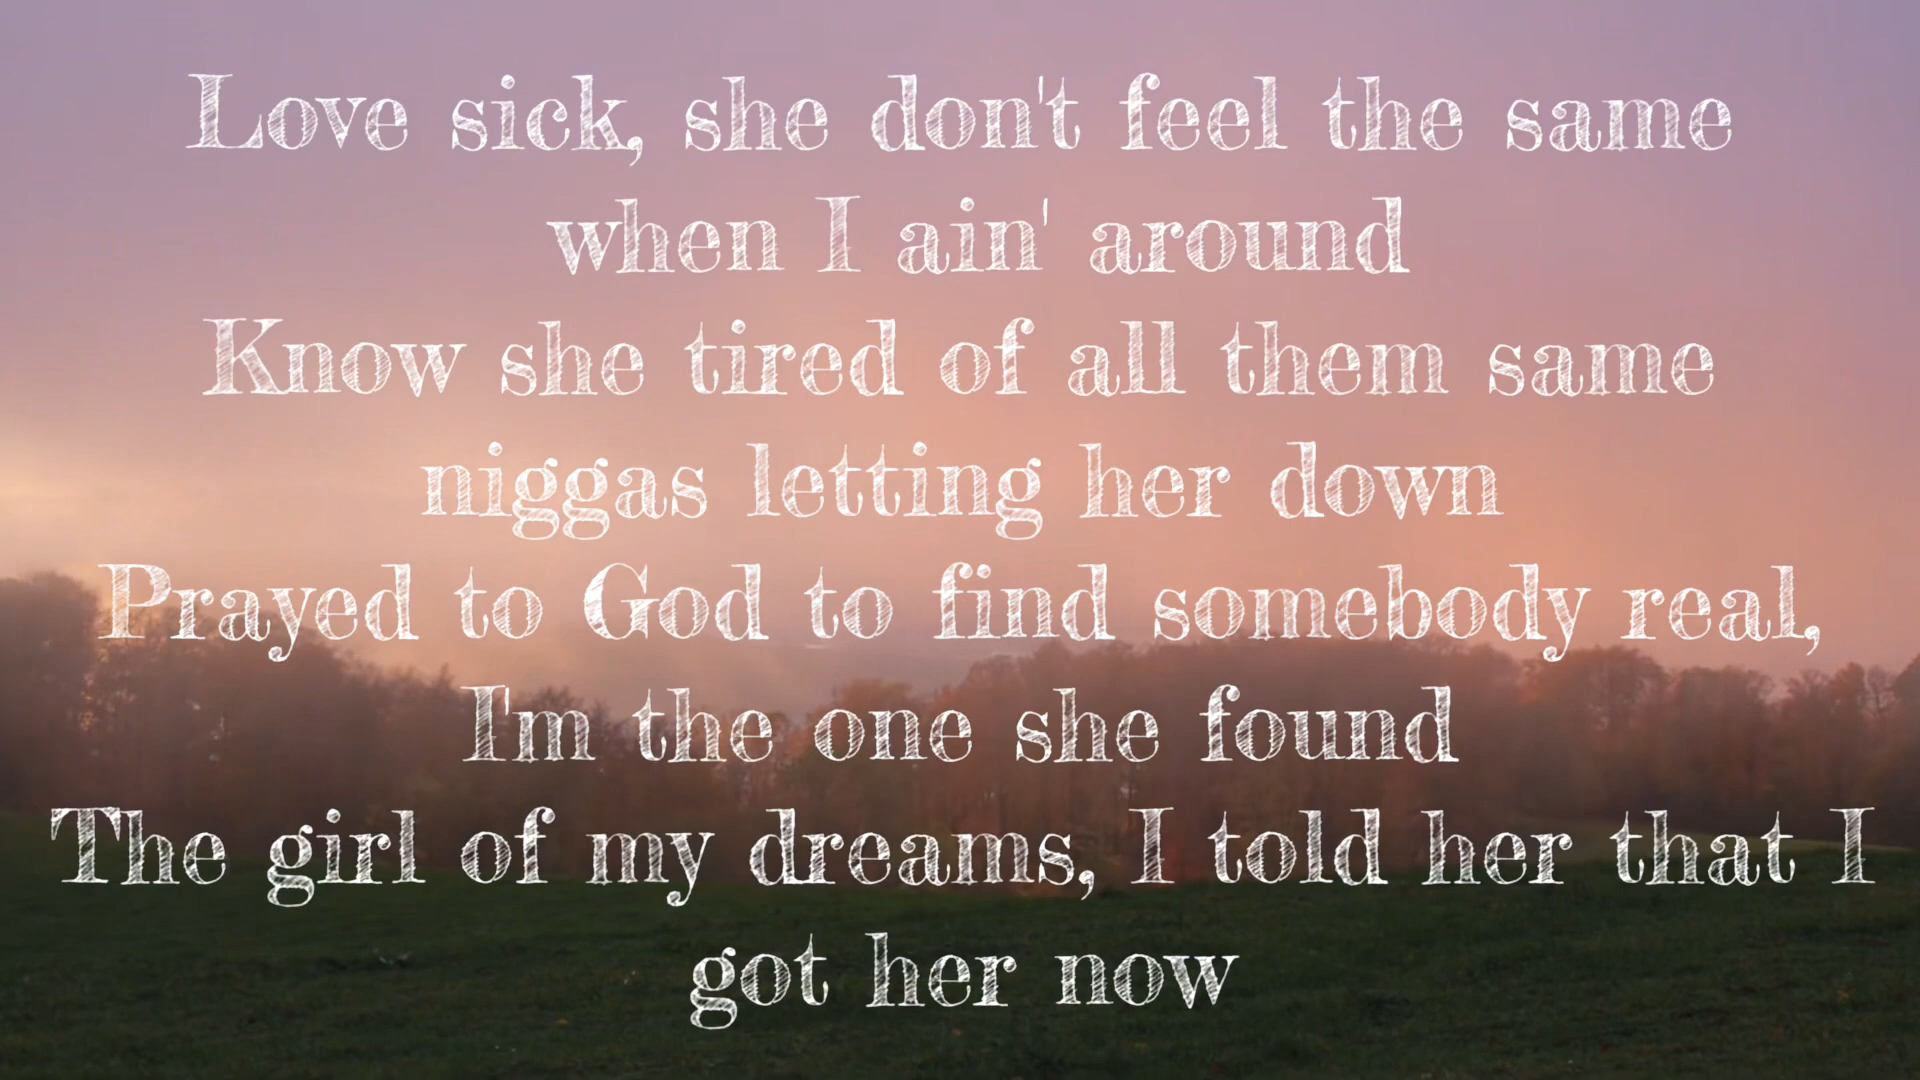 Love sick, she don't feel the same
when I ain' around
Know she tired of all them same
niggas letting her down
Prayed to God to find somebody real,
I'm the one she found
The girl of my dreams, I told her that I
got her now